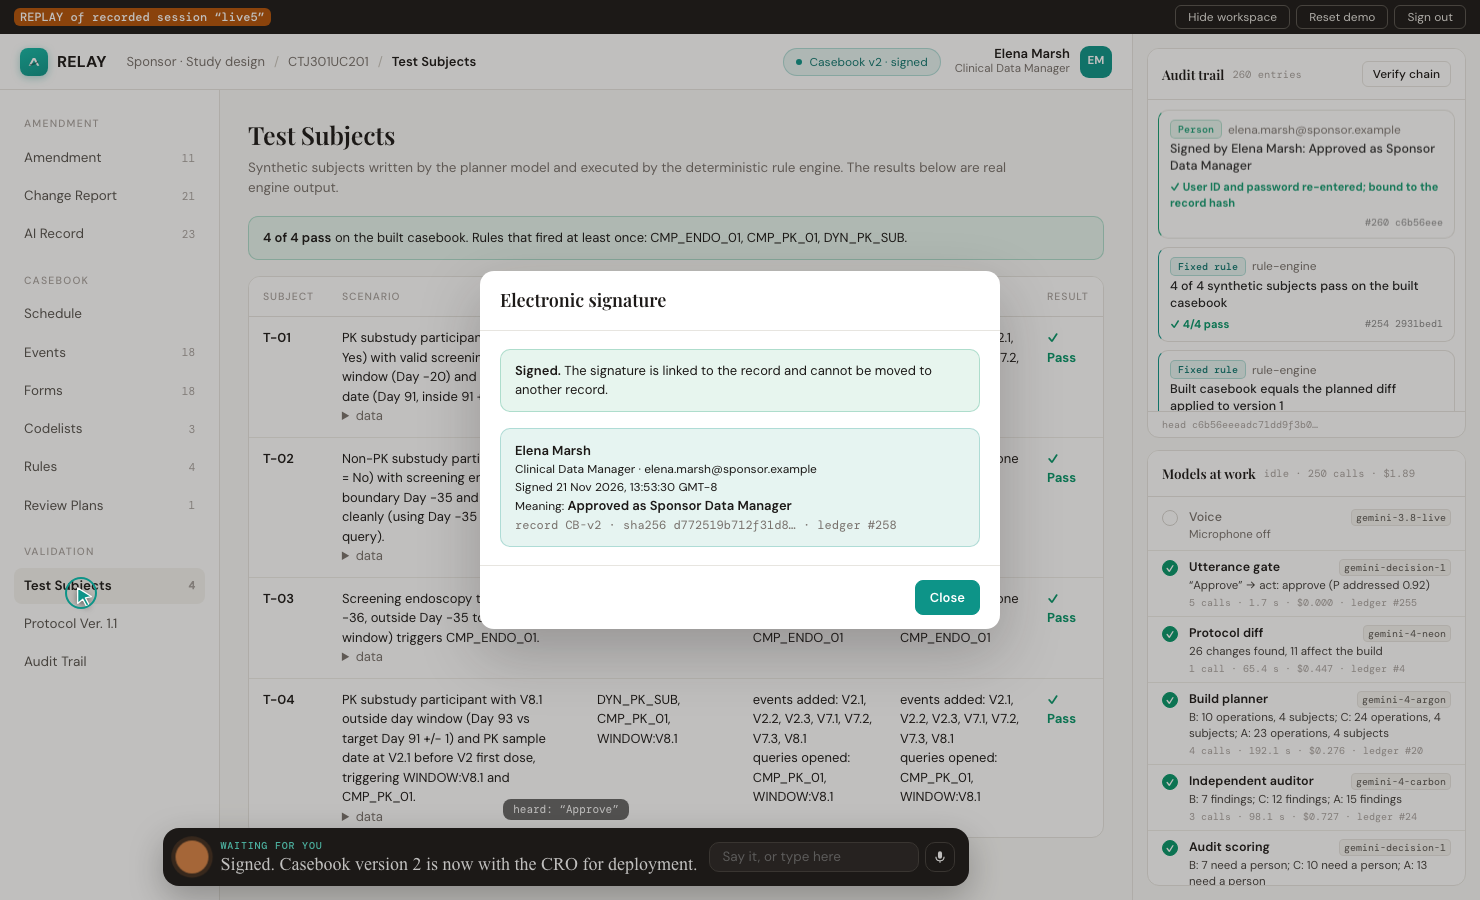 REPLAY of recorded session “live5”
Hide workspace
Reset demo
Sign out
RELAY
Sponsor · Study design / CTJ301UC201 / Test Subjects
Casebook v2 · signed
Elena Marsh
Clinical Data Manager
EM
AMENDMENT
Amendment 11
Change Report 21
AI Record 23
CASEBOOK
Schedule
Events 18
Forms 18
Codelists 3
Rules 4
Review Plans 1
VALIDATION
Test Subjects 4
Protocol Ver. 1.1
Audit Trail
Test Subjects
Synthetic subjects written by the planner model and executed by the deterministic rule engine. The results below are real
engine output.
4 of 4 pass on the built casebook. Rules that fired at least once: CMP_ENDO_01, CMP_PK_01, DYN_PK_SUB.
SUBJECT SCENARIO RESULT
T-01
PK substudy participan
Yes) with valid screenin
window (Day -20) and
date (Day 91, inside 91
data
2.1,
7.2,
Pass
T-02
Non-PK substudy parti
= No) with screening en
boundary Day -35 and
cleanly (using Day -35
query).
data
one
Pass
T-03
Screening endoscopy t
-36, outside Day -35 to
window) triggers CMP_ENDO_01.
data
one
CMP_ENDO_01
CMP_ENDO_01
Pass
T-04
PK substudy participant with V8.1
outside day window (Day 93 vs
target Day 91 +/- 1) and PK sample
date at V2.1 before V2 first dose,
triggering WINDOW:V8.1 and
CMP_PK_01.
data
DYN_PK_SUB,
CMP_PK_01,
WINDOW:V8.1
events added: V2.1,
V2.2, V2.3, V7.1, V7.2,
V7.3, V8.1
queries opened:
CMP_PK_01,
WINDOW:V8.1
events added: V2.1,
V2.2, V2.3, V7.1, V7.2,
V7.3, V8.1
queries opened:
CMP_PK_01,
WINDOW:V8.1
Pass
Electronic signature
Signed. The signature is linked to the record and cannot be moved to
another record.
Elena Marsh
Clinical Data Manager · elena.marsh@sponsor.example
Signed 21 Nov 2026, 13:53:30 GMT-8
Meaning: Approved as Sponsor Data Manager
record CB-v2 · sha256 d772519b712f31d8… · ledger #258
Close
heard: “Approve”
WAITING FOR YOU
Signed. Casebook version 2 is now with the CRO for deployment.
Say it, or type here
Audit trail 260 entries
Verify chain
Person elena.marsh@sponsor.example
Signed by Elena Marsh: Approved as Sponsor
Data Manager
✓ User ID and password re-entered; bound to the
record hash
#260 c6b56eee
Fixed rule rule-engine
4 of 4 synthetic subjects pass on the built
casebook
✓ 4/4 pass
#254 2931bed1
Fixed rule rule-engine
Built casebook equals the planned diff
applied to version 1
head c6b56eeeadc71dd9f3b0…
Models at work idle · 250 calls · $1.89
Voice gemini-3.8-live
Microphone off
Utterance gate gemini-decision-1
“Approve” → act: approve (P addressed 0.92)
5 calls · 1.7 s · $0.000 · ledger #255
Protocol diff gemini-4-neon
26 changes found, 11 affect the build
1 call · 65.4 s · $0.447 · ledger #4
Build planner gemini-4-argon
B: 10 operations, 4 subjects; C: 24 operations, 4
subjects; A: 23 operations, 4 subjects
4 calls · 192.1 s · $0.276 · ledger #20
Independent auditor gemini-4-carbon
B: 7 findings; C: 12 findings; A: 15 findings
3 calls · 98.1 s · $0.727 · ledger #24
Audit scoring gemini-decision-1
B: 7 need a person; C: 10 need a person; A: 13
need a person